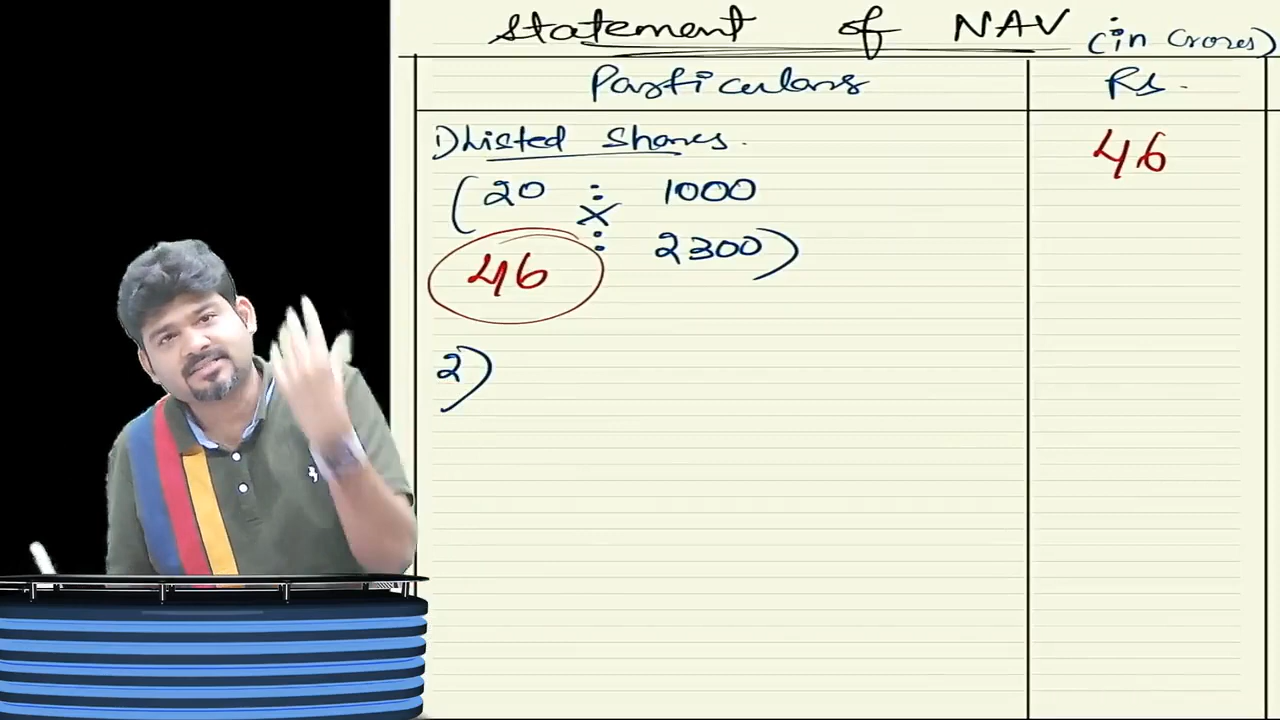 Statement of NAV (in Crores)
Particulars Rs.
1) Listed Shares. 46
(20 : 1000
x
: 2300)
46
2)